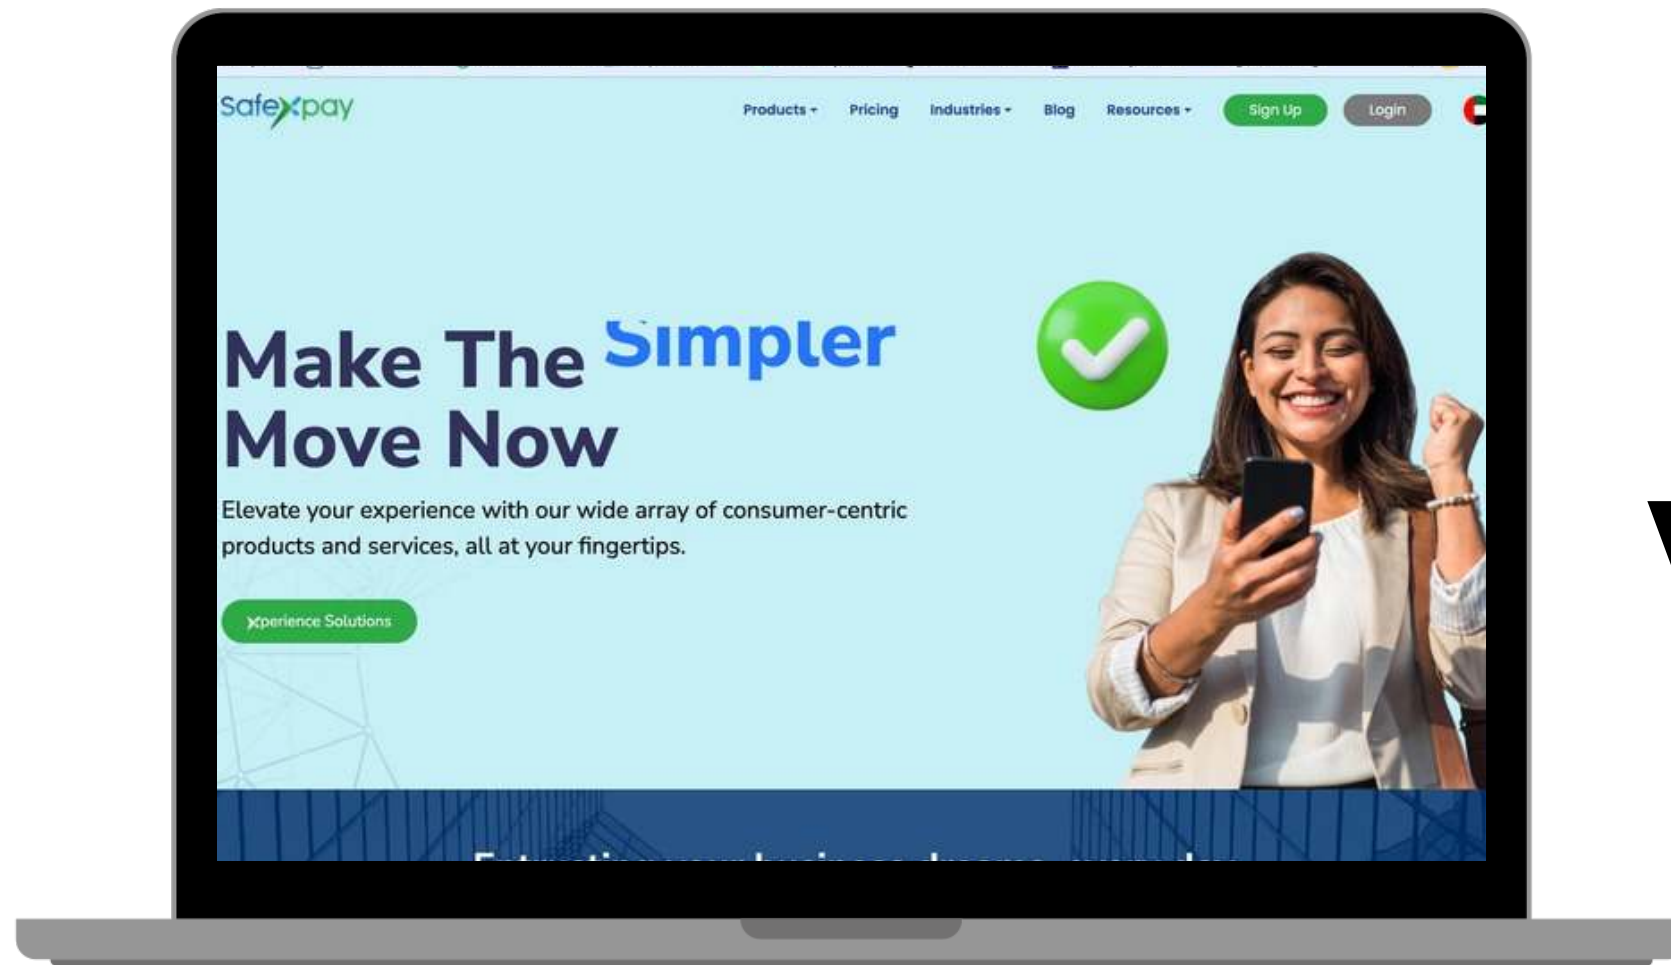 Safexpay
Products Pricing Industries Blog Resources Sign Up Login
Make The Simpler
Move Now
Elevate your experience with our wide array of consumer-centric
products and services, all at your fingertips.
xperience Solutions